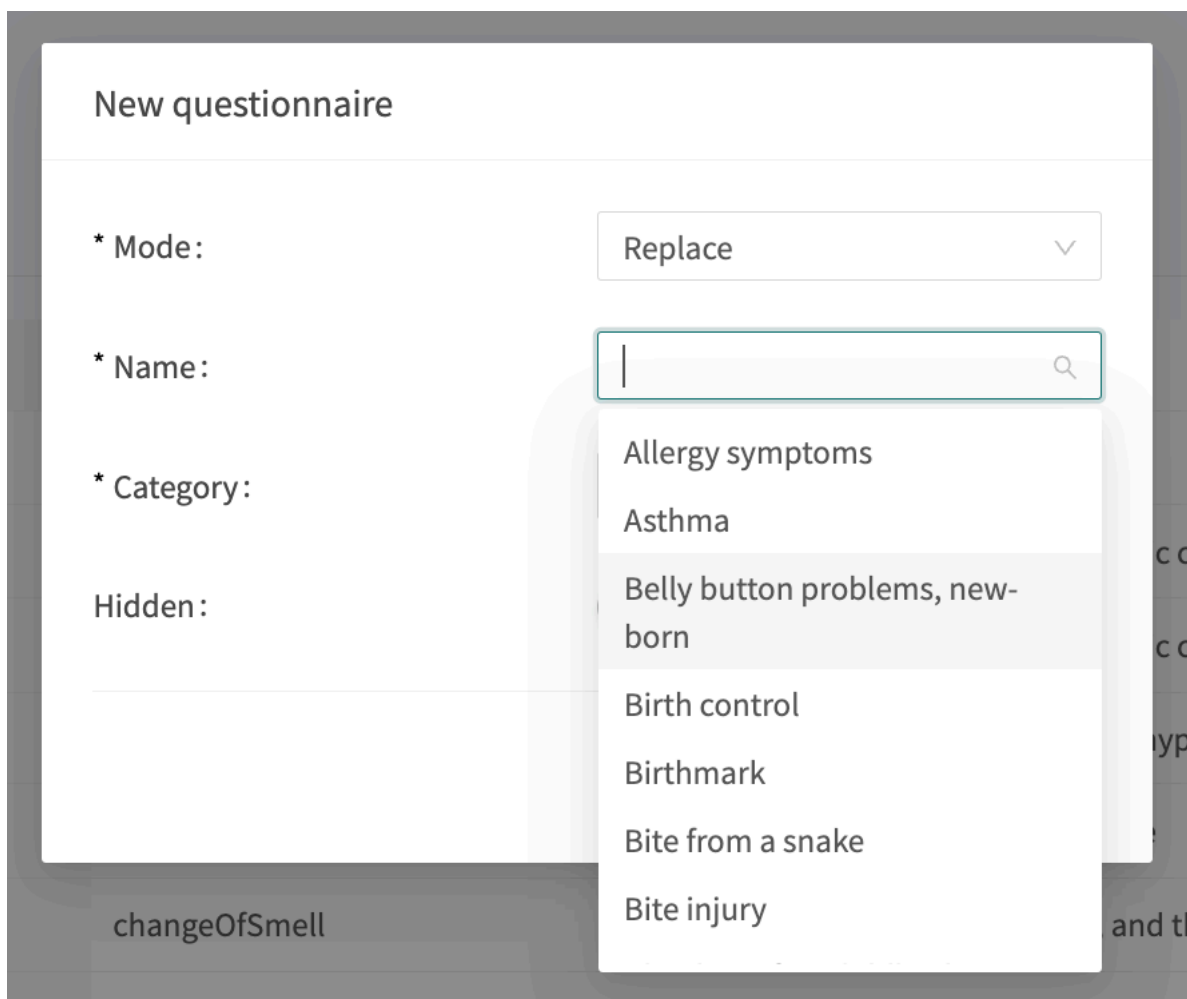 New questionnaire
* Mode:
Replace
* Name:
Allergy symptoms
* Category:
Asthma
Belly button problems, new-
born
Hidden:
Birth control
Birthmark
Bite from a snake
Bite injury
changeOfSmell
and